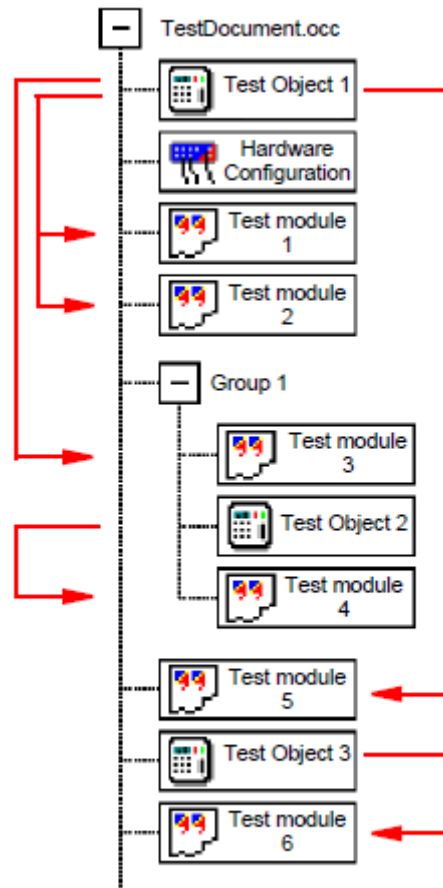 TestDocument.occ
Test Object 1
Hardware
Configuration
Test module
1
Test module
2
Group 1
Test module
3
Test Object 2
Test module
4
Test module
5
Test Object 3
Test module
6